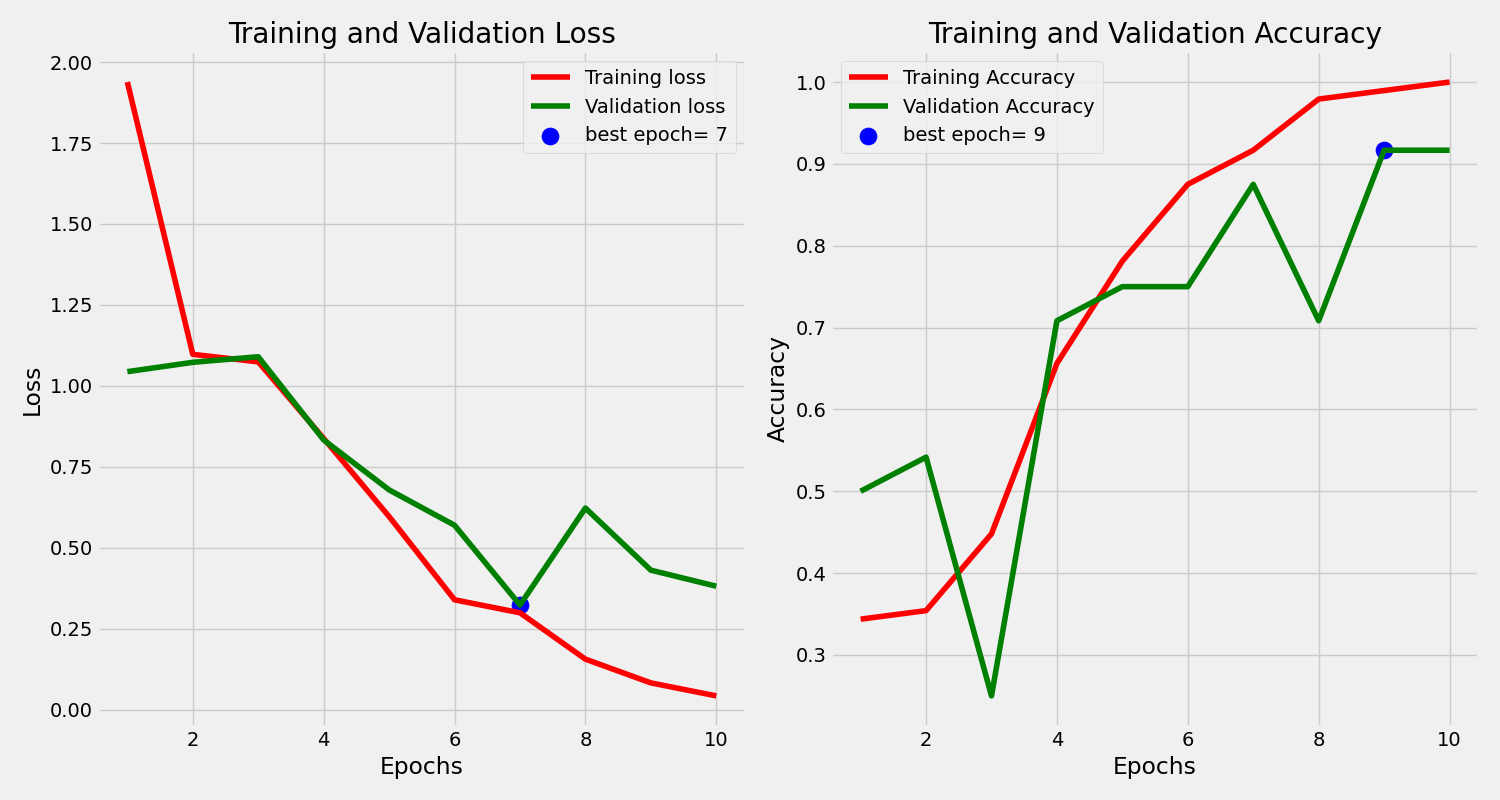 Training and Validation Loss
Training loss
Validation loss
best epoch= 7
2.00
1.75
1.50
1.25
1.00
0.75
0.50
0.25
0.00
Loss
2 4 6 8 10
Epochs
Training and Validation Accuracy
Training Accuracy
Validation Accuracy
best epoch= 9
1.0
0.9
0.8
0.7
0.6
0.5
0.4
0.3
Accuracy
2 4 6 8 10
Epochs